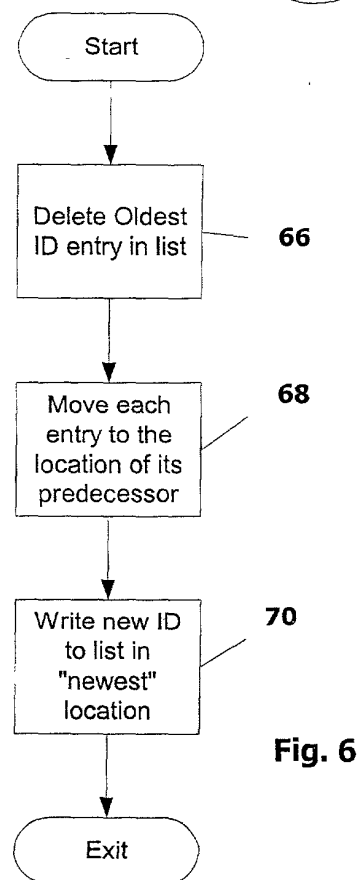 Start
Delete Oldest
ID entry in list
66
Move each
entry to the
location of its
predecessor
68
Write new ID
to list in
"newest"
location
70
Fig. 6
Exit